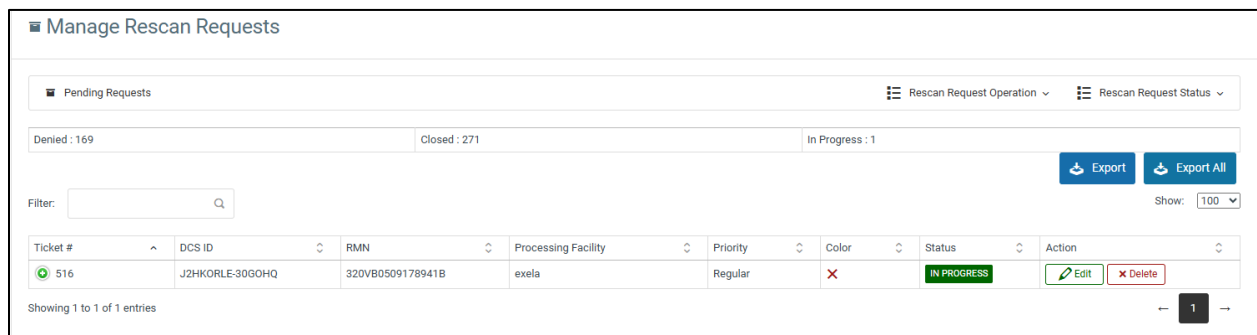 Manage Rescan Requests
Pending Requests Rescan Request Operation Rescan Request Status
Denied : 169 Closed : 271 In Progress : 1
Export Export All
Filter: Show: 100
Ticket # DCS ID RMN Processing Facility Priority Color Status Action
516 J2HKORLE-30GOHQ 320VB0509178941B exela Regular IN PROGRESS Edit Delete
Showing 1 to 1 of 1 entries 1